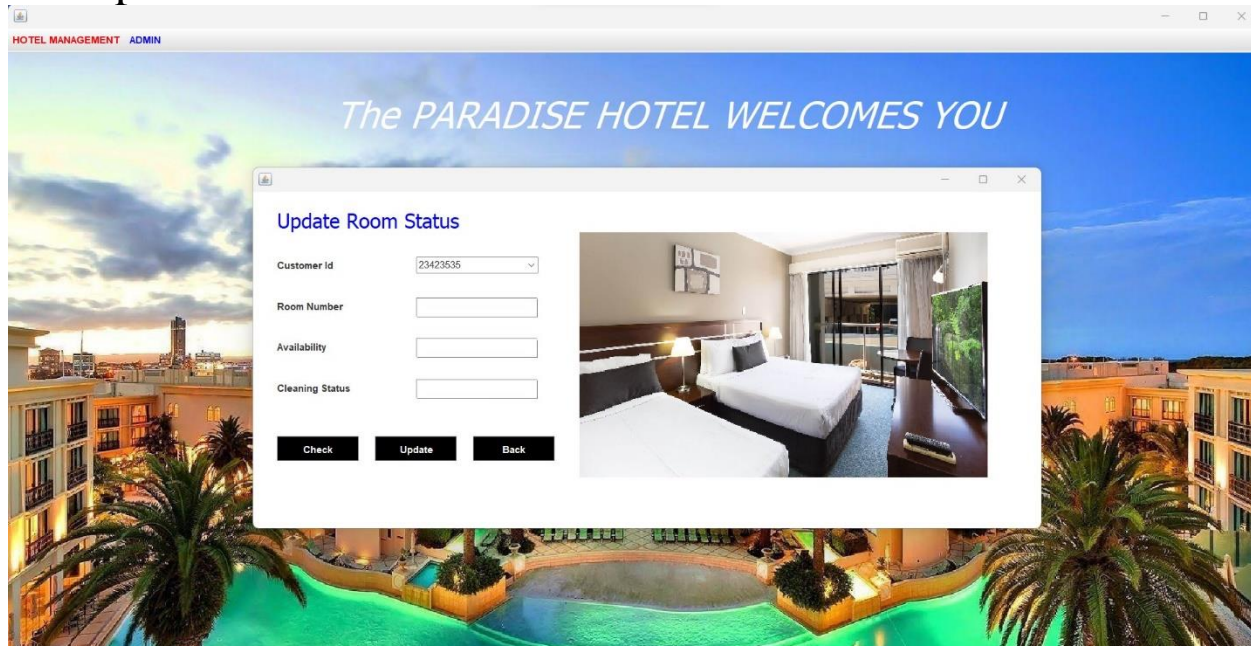 HOTEL MANAGEMENT ADMIN
The PARADISE HOTEL WELCOMES YOU
Update Room Status
Customer Id 23423535
Room Number
Availability
Cleaning Status
Check Update Back